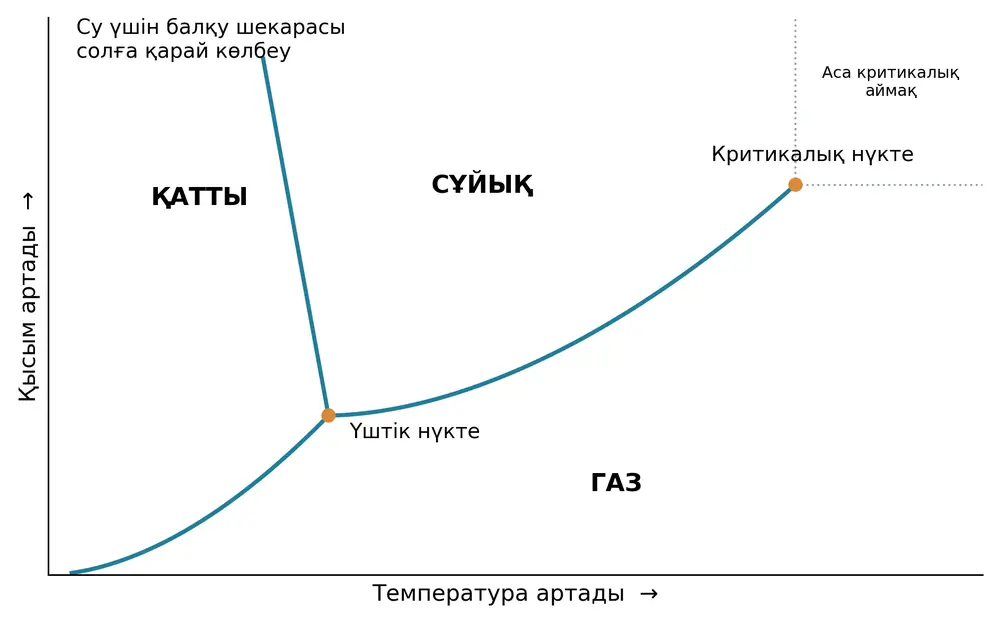 Су үшін балқу шекарасы
солға қарай көлбеу
Аса критикалық
аймақ
Критикалық нүкте
ҚАТТЫ
СҰЙЫҚ
Қысым артады →
Үштік нүкте
ГАЗ
Температура артады →